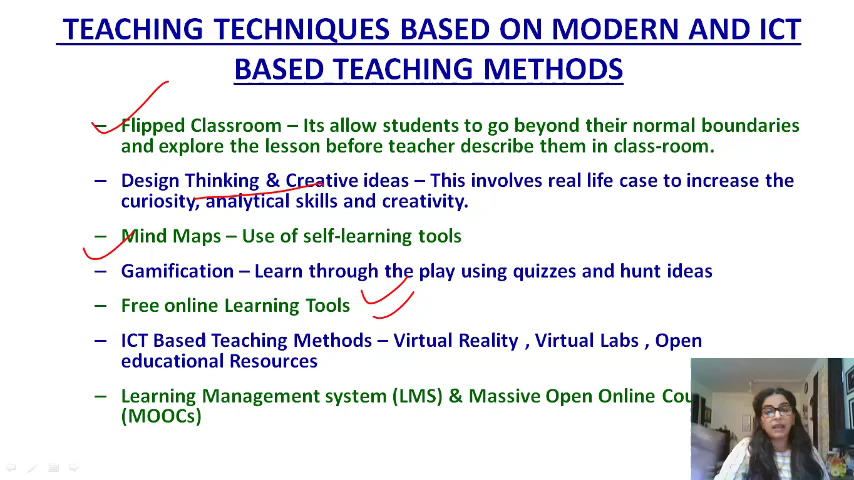 TEACHING TECHNIQUES BASED ON MODERN AND ICT
BASED TEACHING METHODS
– Flipped Classroom – Its allow students to go beyond their normal boundaries
and explore the lesson before teacher describe them in class-room.
– Design Thinking & Creative ideas – This involves real life case to increase the
curiosity, analytical skills and creativity.
– Mind Maps – Use of self-learning tools
– Gamification – Learn through the play using quizzes and hunt ideas
– Free online Learning Tools
– ICT Based Teaching Methods – Virtual Reality , Virtual Labs , Open
educational Resources
– Learning Management system (LMS) & Massive Open Online Cou
(MOOCs)